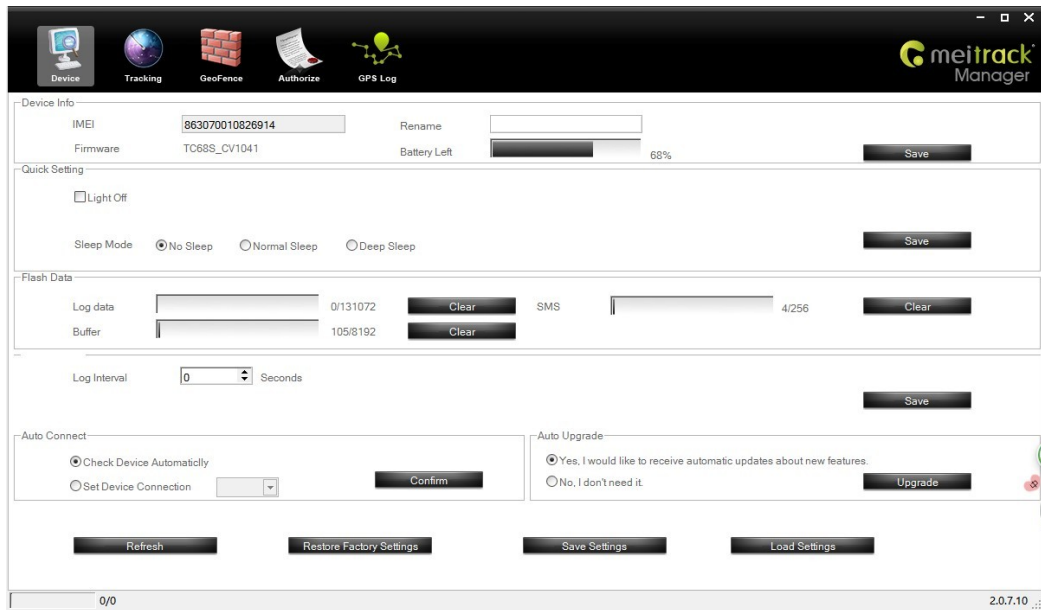 Device Tracking GeoFence Authorize GPS Log
meitrack
Manager
Device Info
IMEI 863070010826914 Rename
Firmware TC68S_CV1041 Battery Left 68% Save
Quick Setting
Light Off
Sleep Mode No Sleep Normal Sleep Deep Sleep Save
Flash Data
Log data 0/131072 Clear SMS 4/256 Clear
Buffer 105/8192 Clear
Log Interval 0 Seconds
Save
Auto Connect Auto Upgrade
Check Device Automaticlly Yes, I would like to receive automatic updates about new features.
Set Device Connection Confirm No, I don't need it. Upgrade
Refresh Restore Factory Settings Save Settings Load Settings
0/0 2.0.7.10